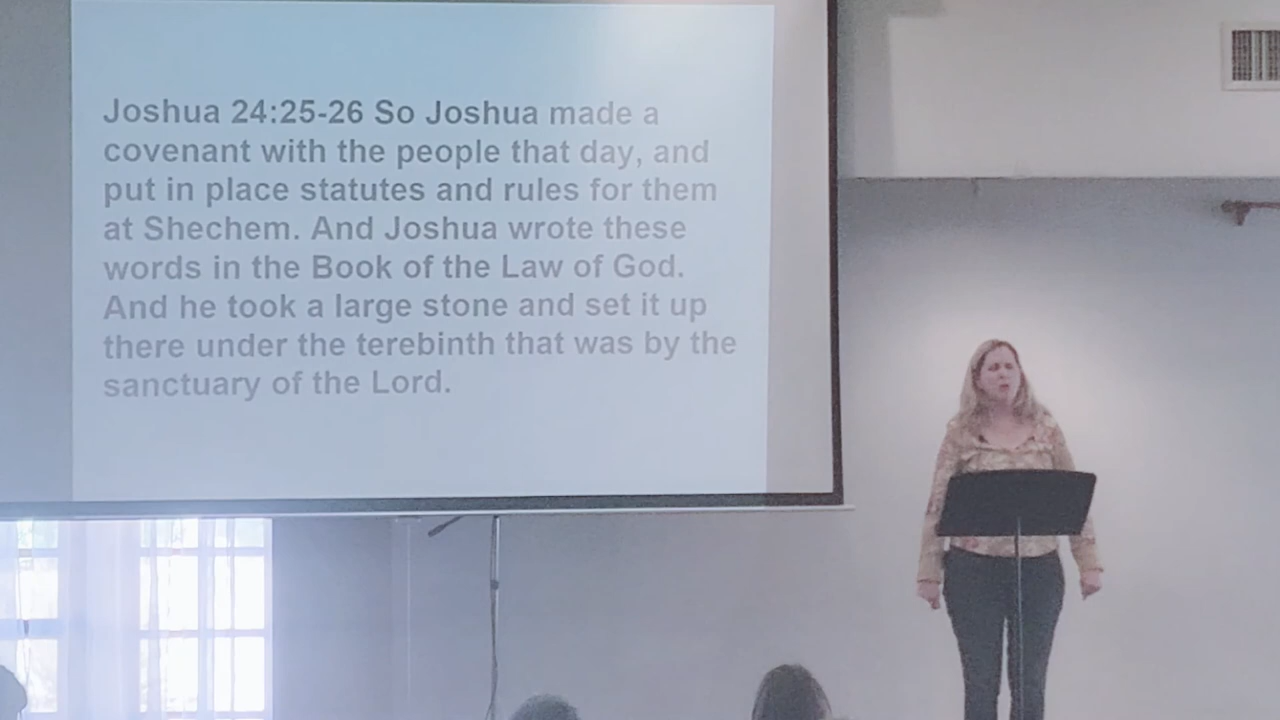 Joshua 24:25-26 So Joshua made a
covenant with the people that day, and
put in place statutes and rules for them
at Shechem. And Joshua wrote these
words in the Book of the Law of God.
And he took a large stone and set it up
there under the terebinth that was by the
sanctuary of the Lord.